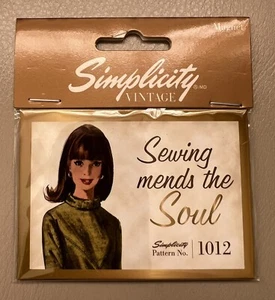 Magnet
Simplicity
VINTAGE
Sewing
mends the
Soul
Simplicity
Pattern No.
1012